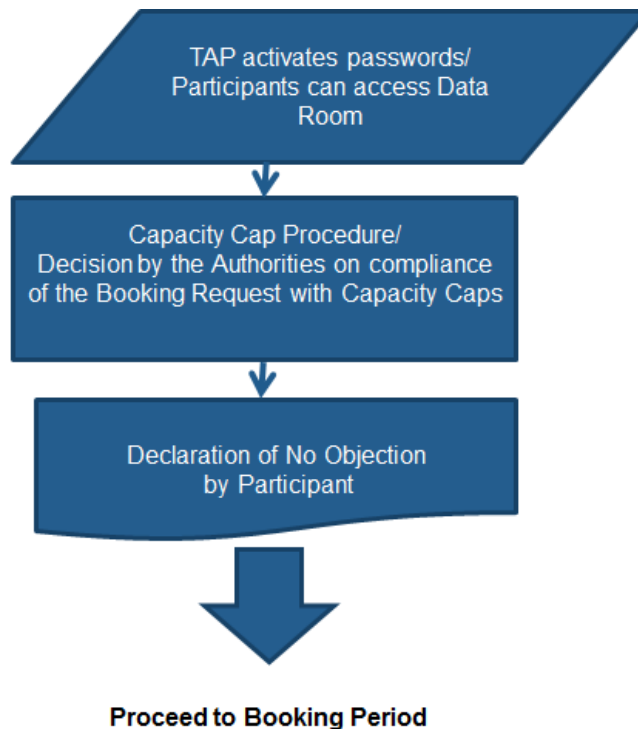 TAP activates passwords/
Participants can access Data
Room
Capacity Cap Procedure/
Decision by the Authorities on compliance
of the Booking Request with Capacity Caps
Declaration of No Objection
by Participant
Proceed to Booking Period